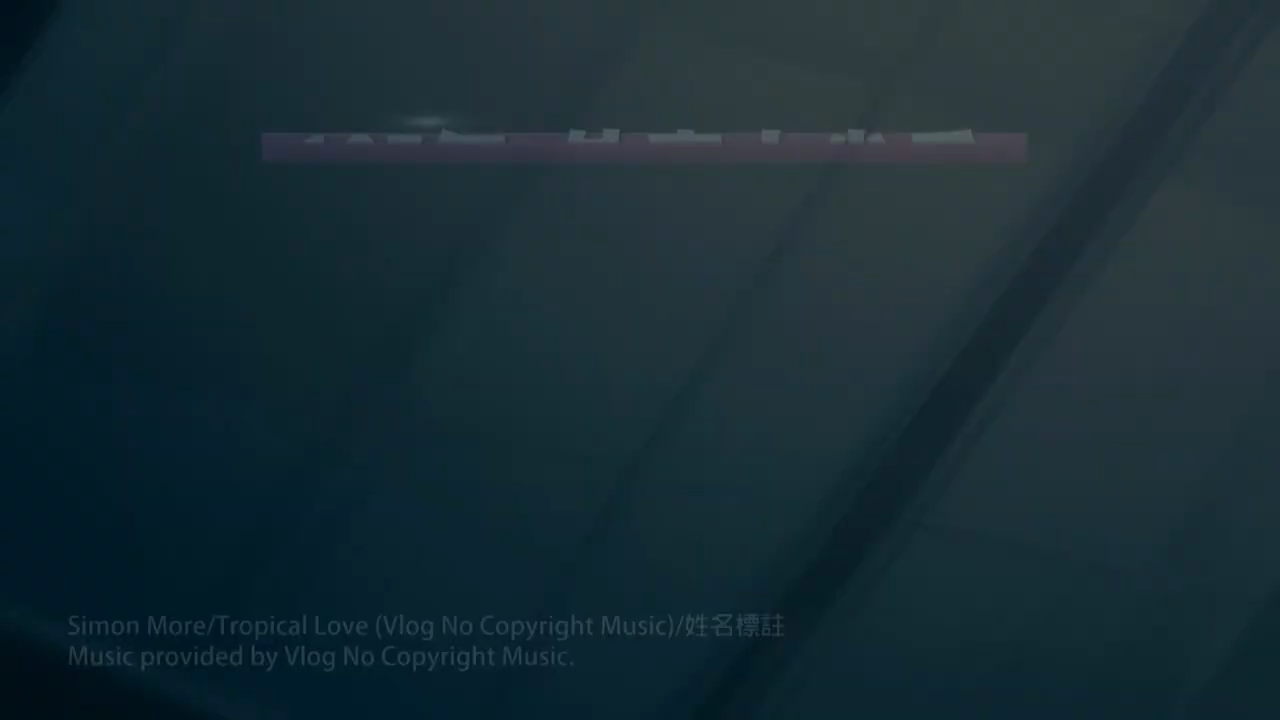 Simon More/Tropical Love (Vlog No Copyright Music)/姓名標註
Music provided by Vlog No Copyright Music.